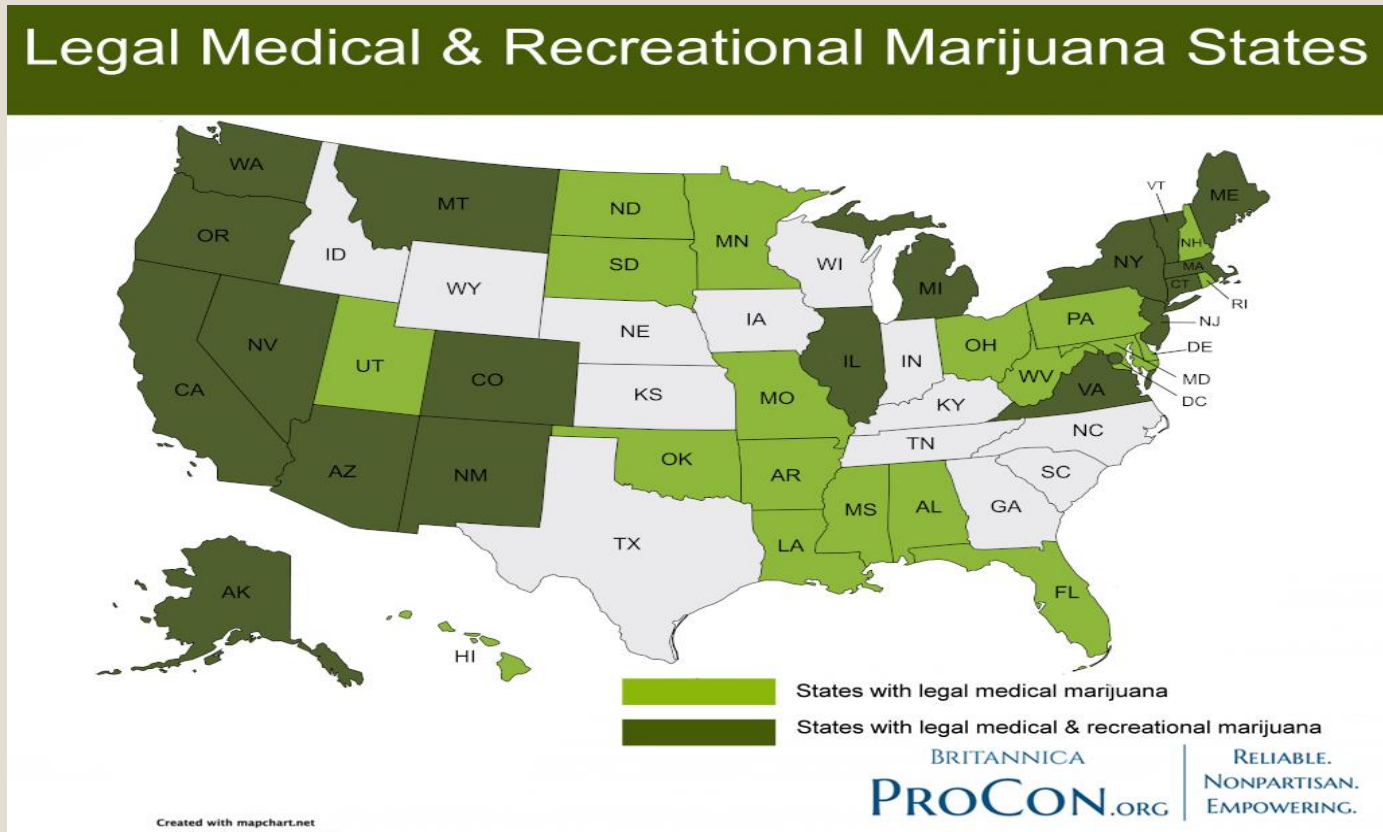 Legal Medical & Recreational Marijuana States
WA
OR
CA
NV
ID
MT
WY
UT
AZ
CO
NM
ND
SD
NE
KS
OK
TX
MN
IA
MO
AR
LA
WI
IL
MI
IN
OH
KY
TN
MS
AL
GA
FL
SC
NC
VA
WV
PA
NY
VT
NH
ME
MA
CT
RI
NJ
DE
MD
DC
AK
HI
States with legal medical marijuana
States with legal medical & recreational marijuana
BRITANNICA
PROCON.ORG
RELIABLE.
NONPARTISAN.
EMPOWERING.
Created with mapchart.net